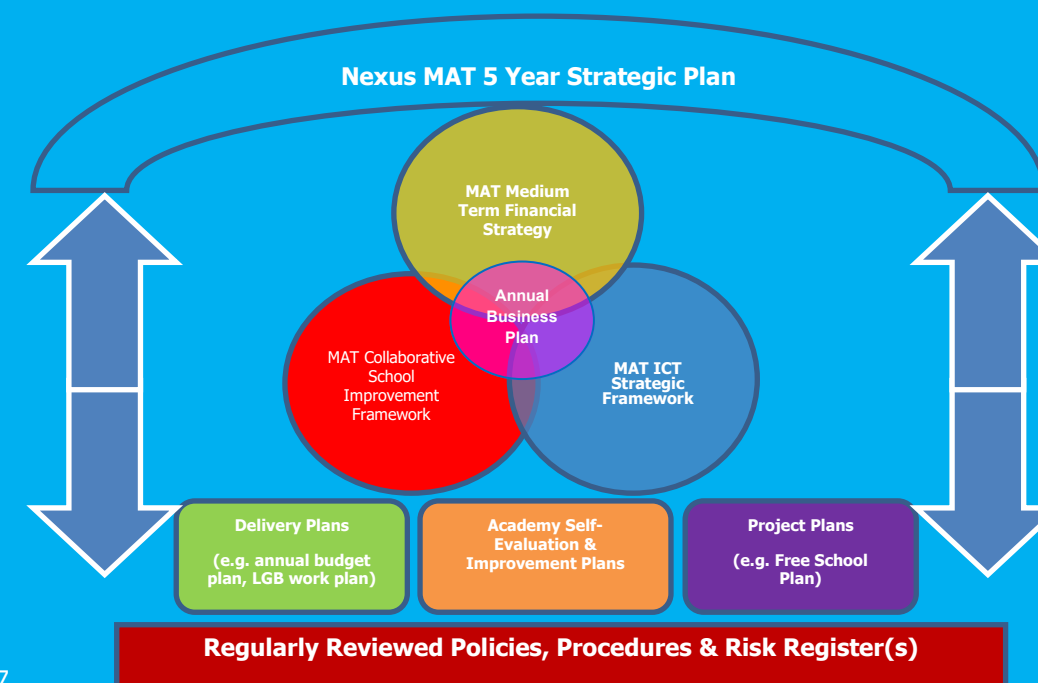 Nexus MAT 5 Year Strategic Plan
MAT Medium
Term Financial
Strategy
Annual
Business
Plan
MAT Collaborative
School
Improvement
Framework
MAT ICT
Strategic
Framework
Delivery Plans
(e.g. annual budget
plan, LGB work plan)
Academy Self-
Evaluation &
Improvement Plans
Project Plans
(e.g. Free School
Plan)
Regularly Reviewed Policies, Procedures & Risk Register(s)
7